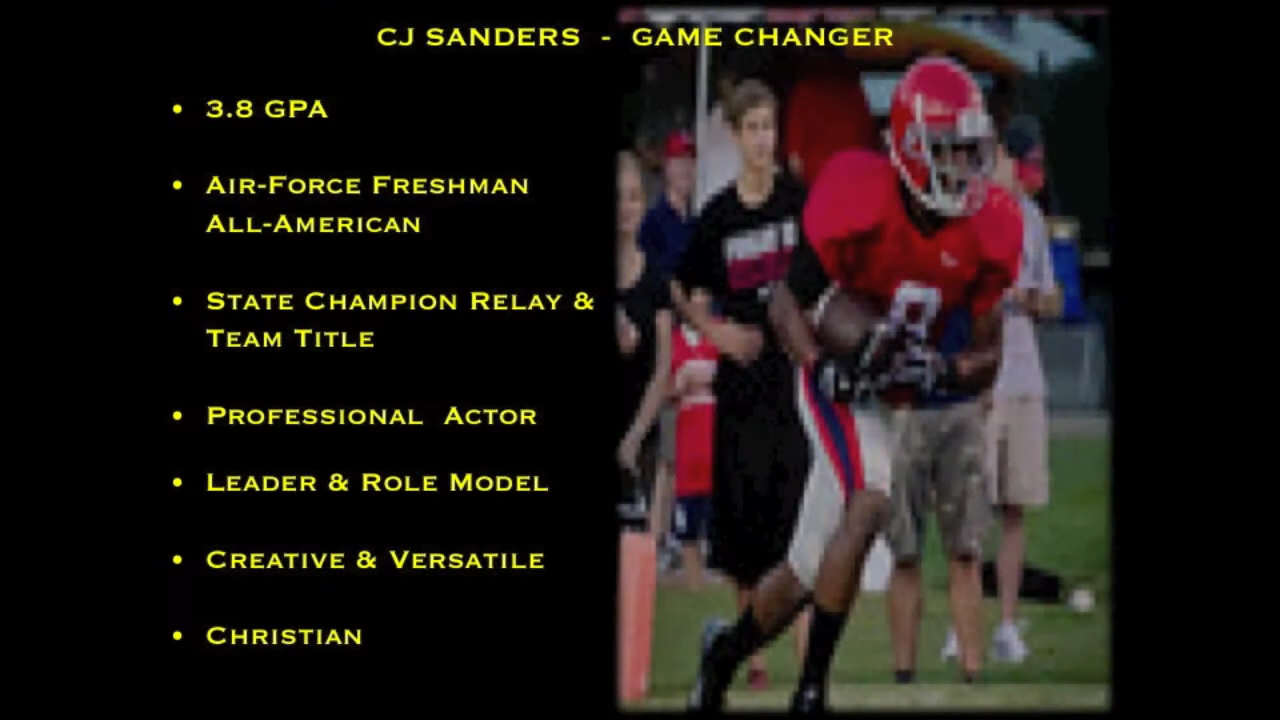 CJ SANDERS - GAME CHANGER
• 3.8 GPA
• AIR-FORCE FRESHMAN
ALL-AMERICAN
• STATE CHAMPION RELAY &
TEAM TITLE
• PROFESSIONAL ACTOR
• LEADER & ROLE MODEL
• CREATIVE & VERSATILE
• CHRISTIAN